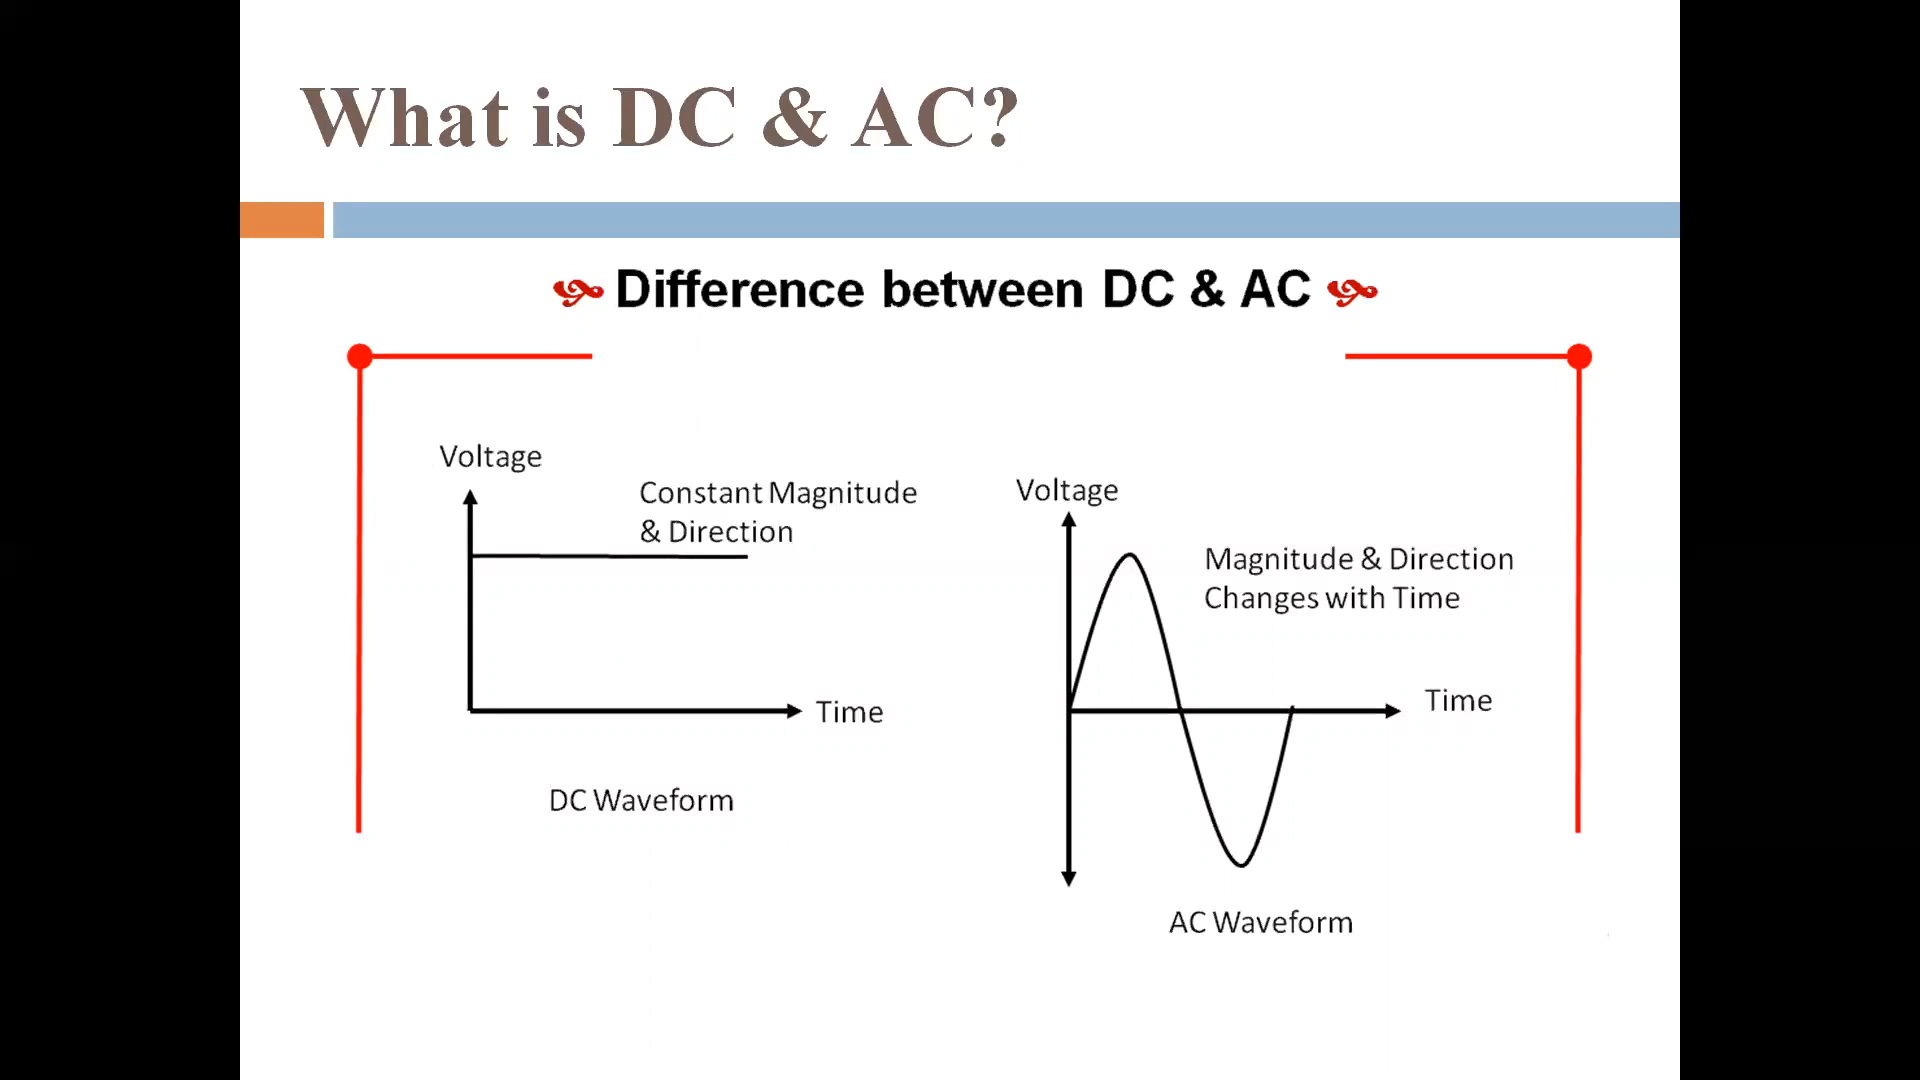 What is DC & AC?
Difference between DC & AC
Voltage
Constant Magnitude
& Direction
Time
DC Waveform
Voltage
Magnitude & Direction
Changes with Time
Time
AC Waveform